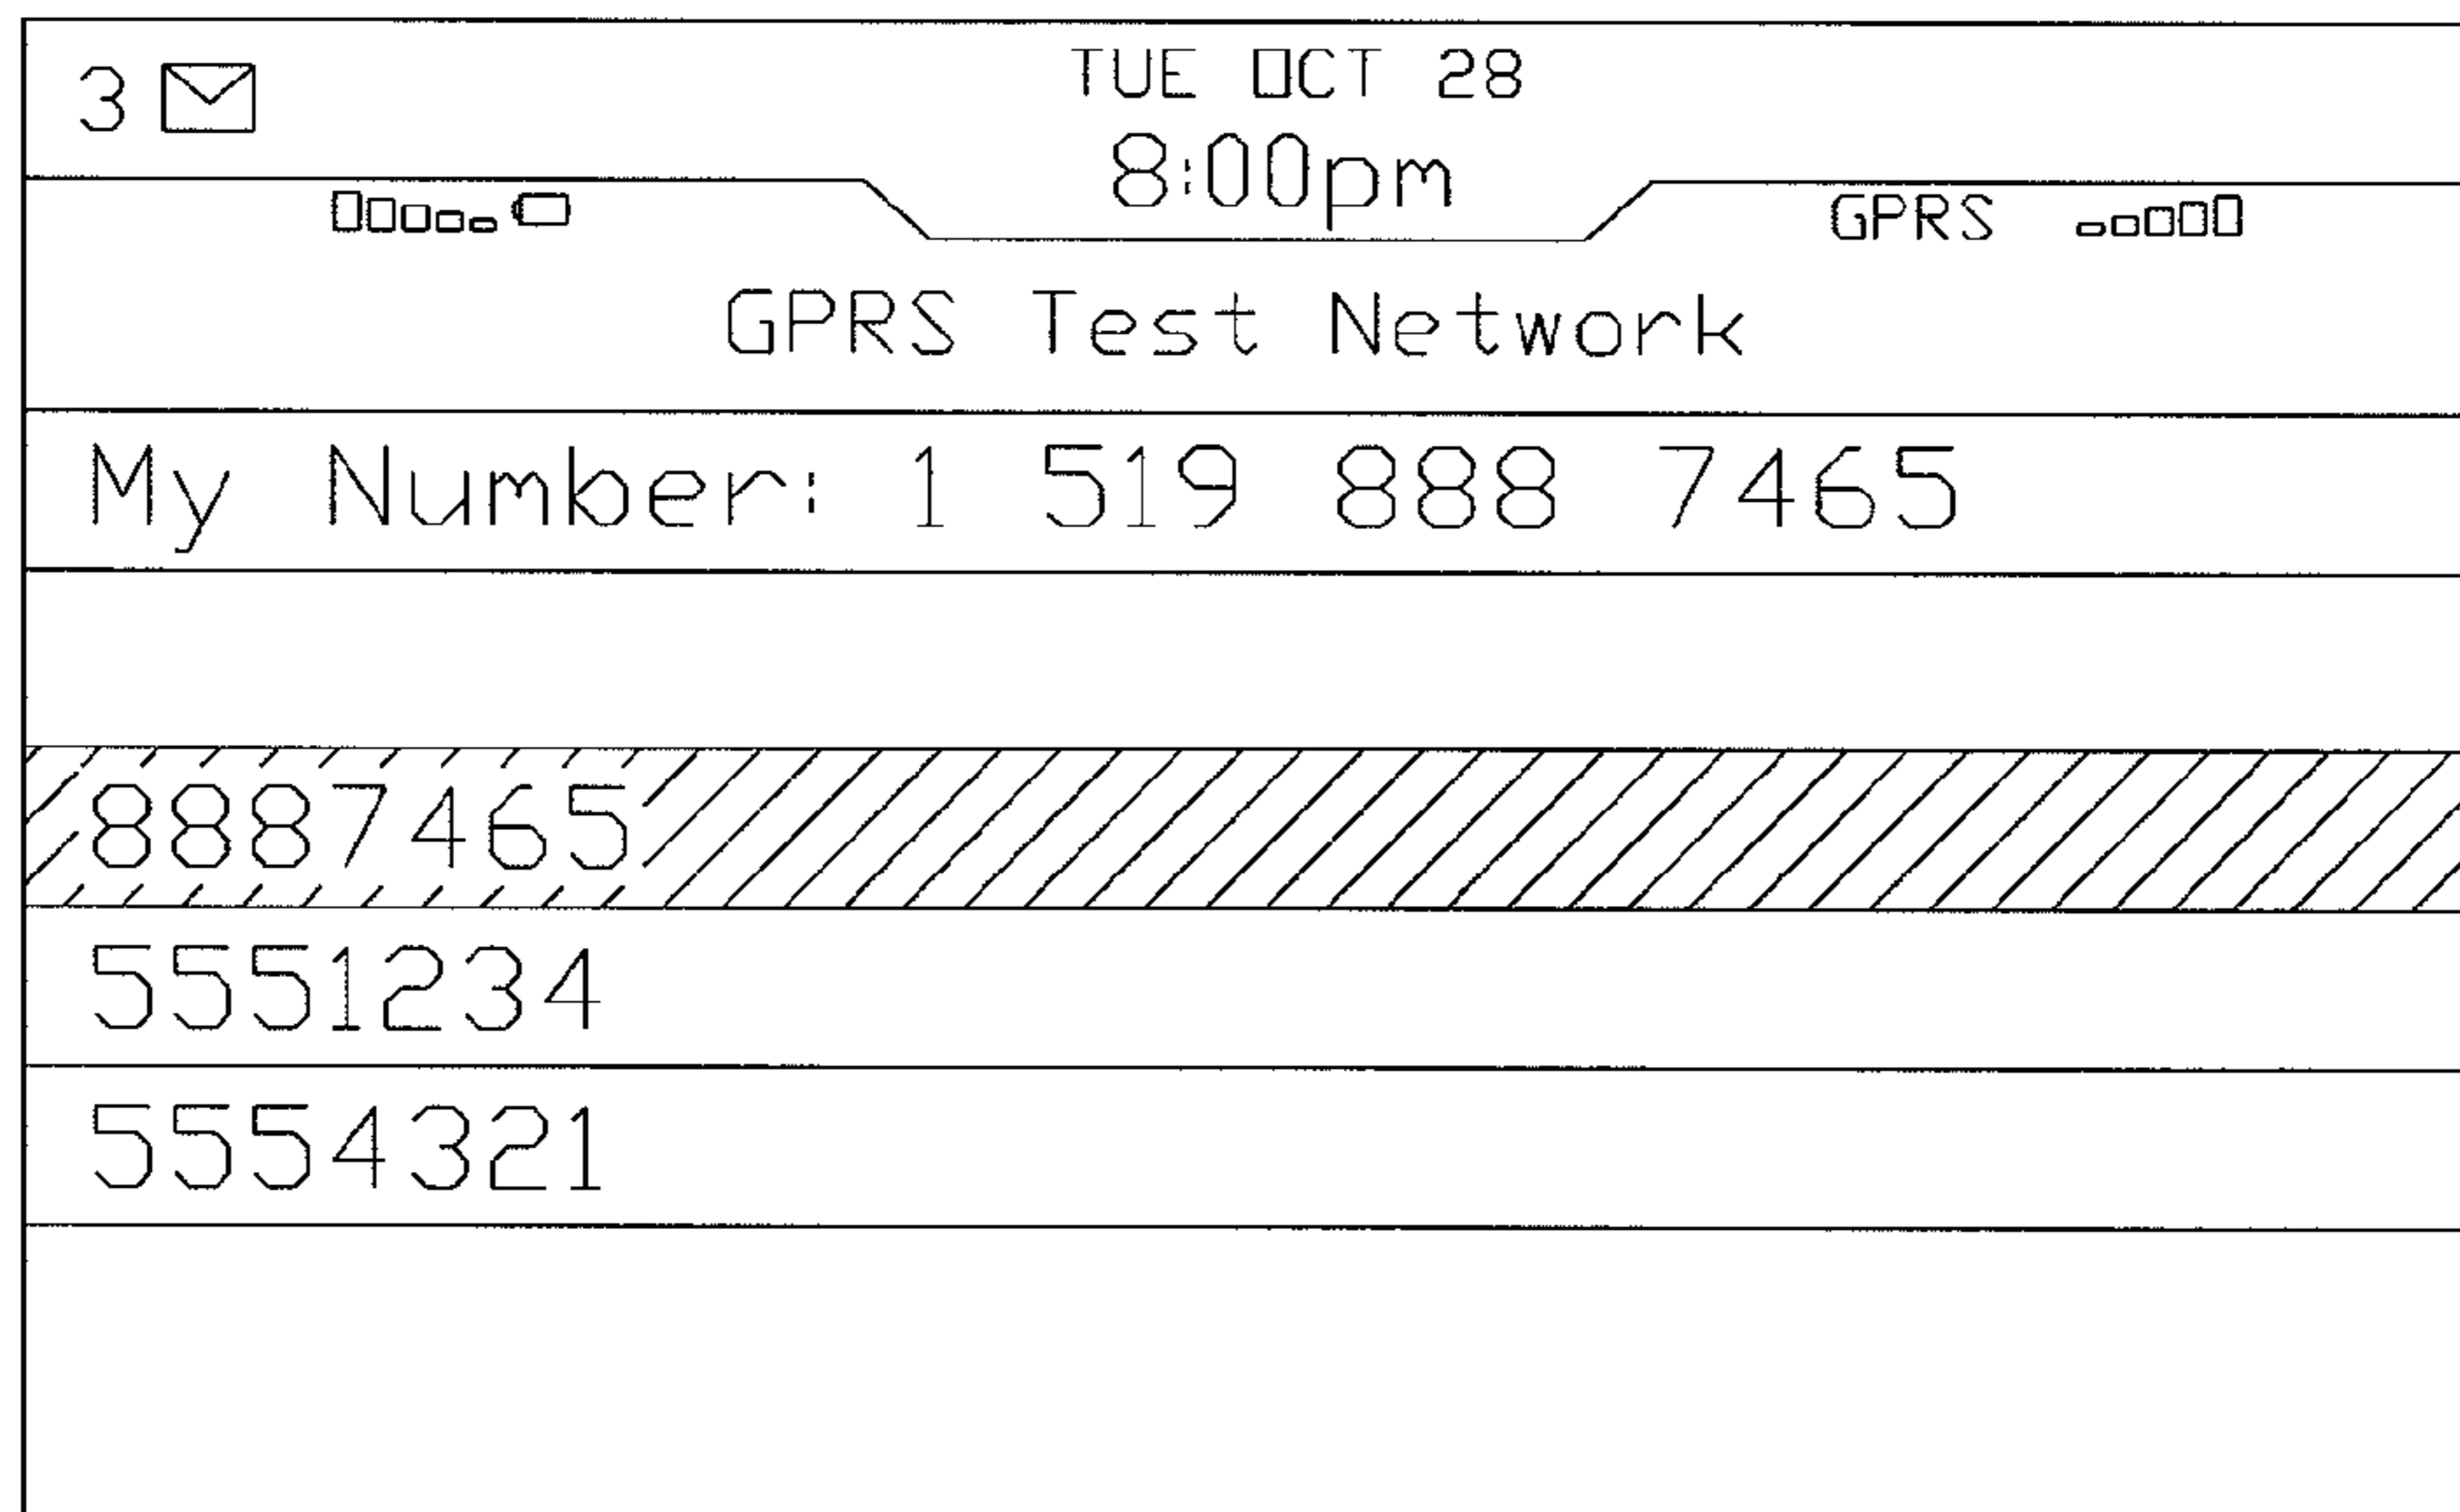 3
TUE OCT 28
8:00pm
GPRS
GPRS Test Network
My Number: 1 519 888 7465
8887465
5551234
5554321